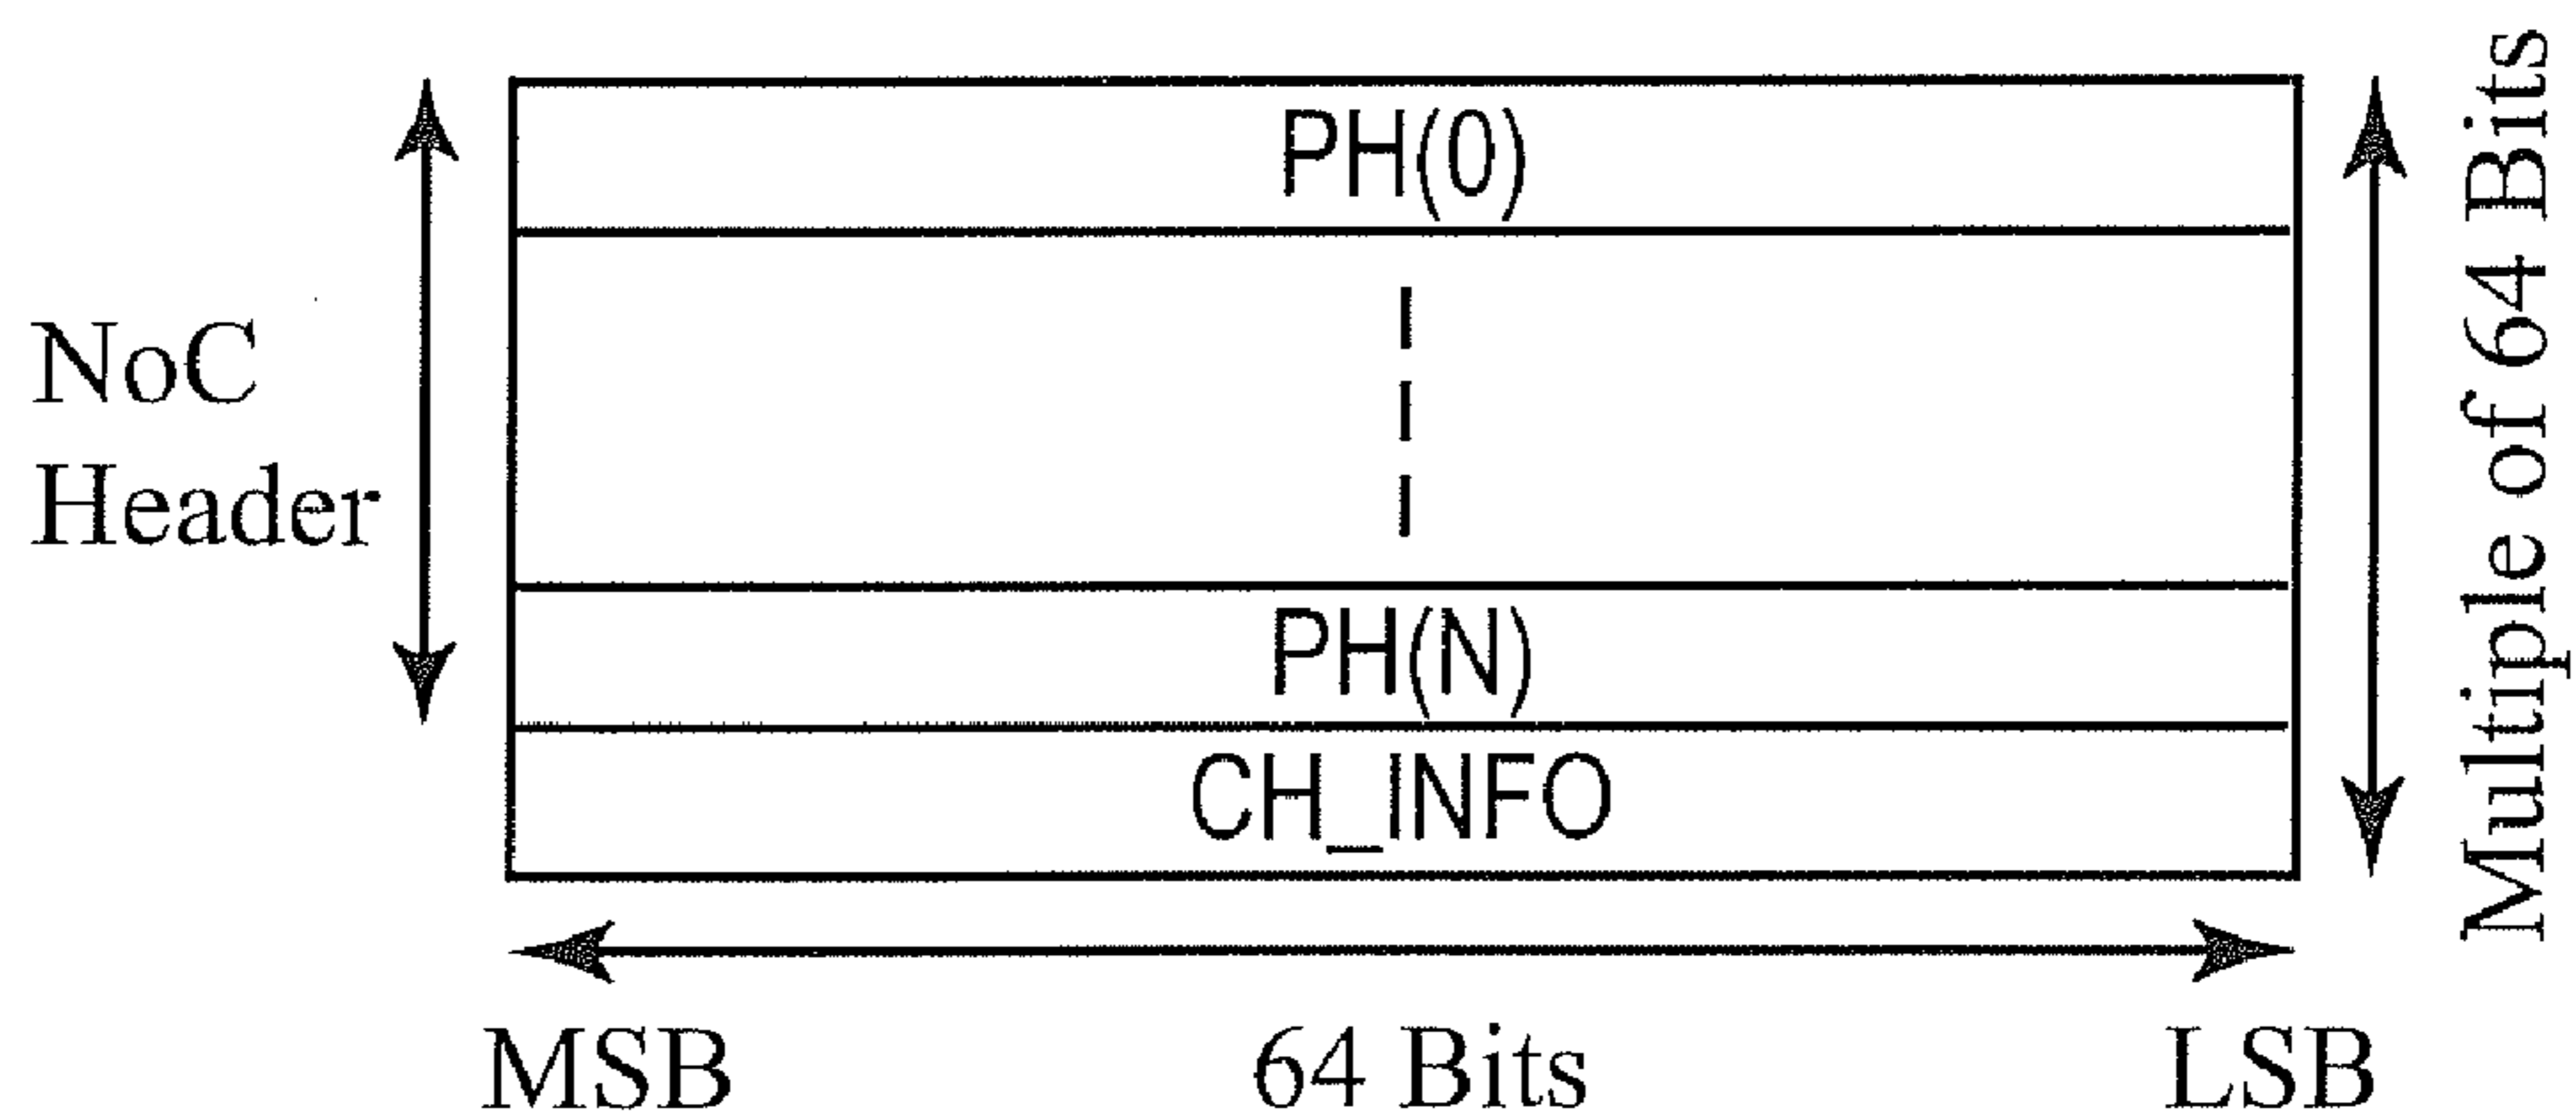 PH(0)
NoC
Header
PH(N)
CH_INFO
Multiple of 64 Bits
MSB
64 Bits
LSB